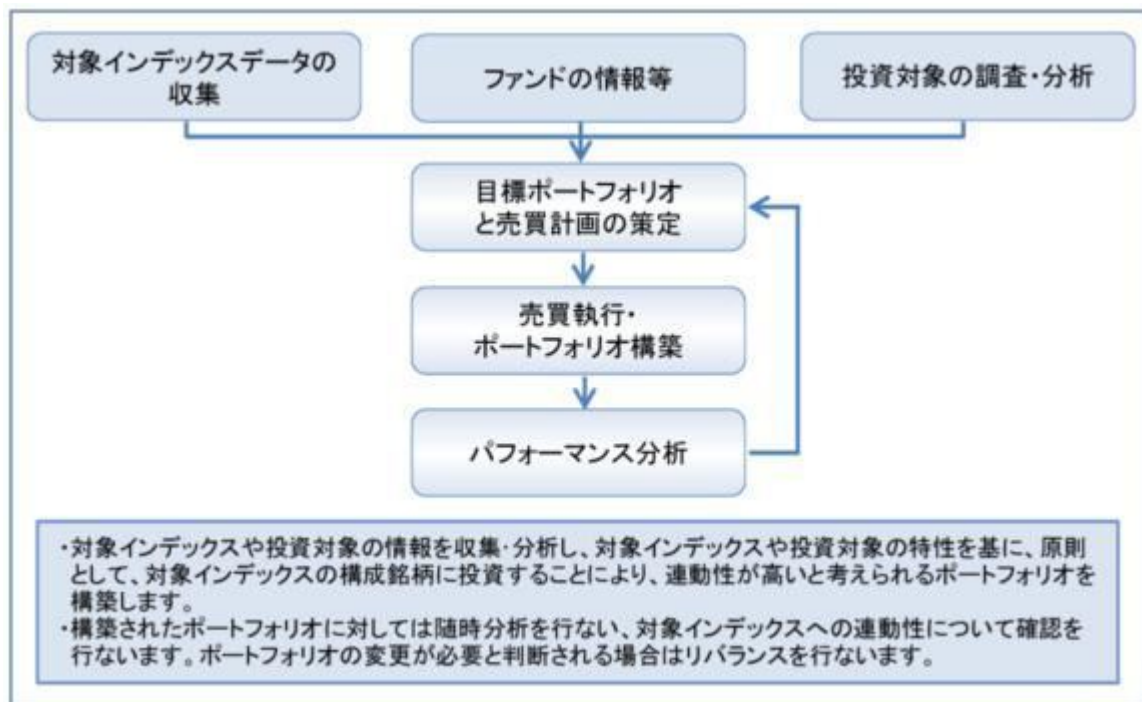 対象インデックスデータの
収集
ファンドの情報等
投資対象の調査・分析
目標ポートフォリオ
と売買計画の策定
売買執行・
ポートフォリオ構築
パフォーマンス分析
・対象インデックスや投資対象の情報を収集・分析し、対象インデックスや投資対象の特性を基に、原則
として、対象インデックスの構成銘柄に投資することにより、連動性が高いと考えられるポートフォリオを
構築します。
・構築されたポートフォリオに対しては随時分析を行ない、対象インデックスへの連動性について確認を
行ないます。ポートフォリオの変更が必要と判断される場合はリバランスを行ないます。